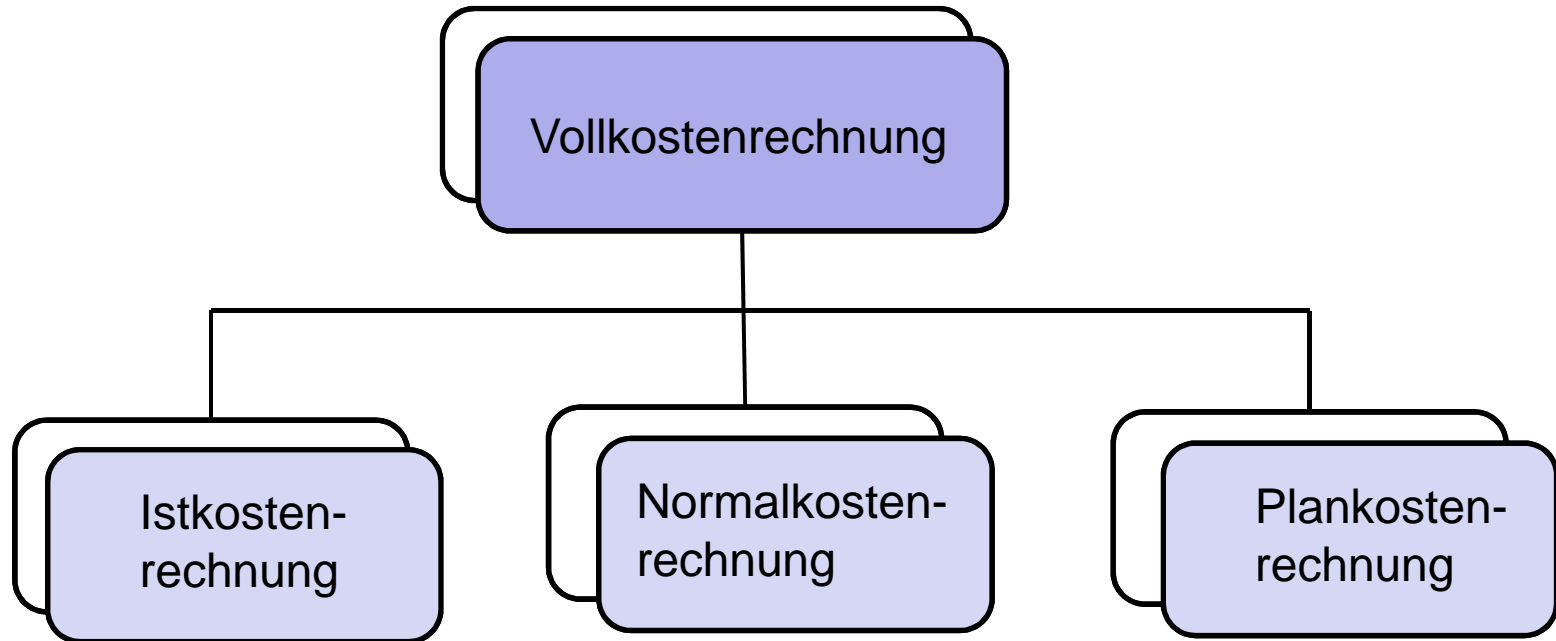 Vollkostenrechnung
Istkosten-
rechnung
Normalkosten-
rechnung
Plankosten-
rechnung